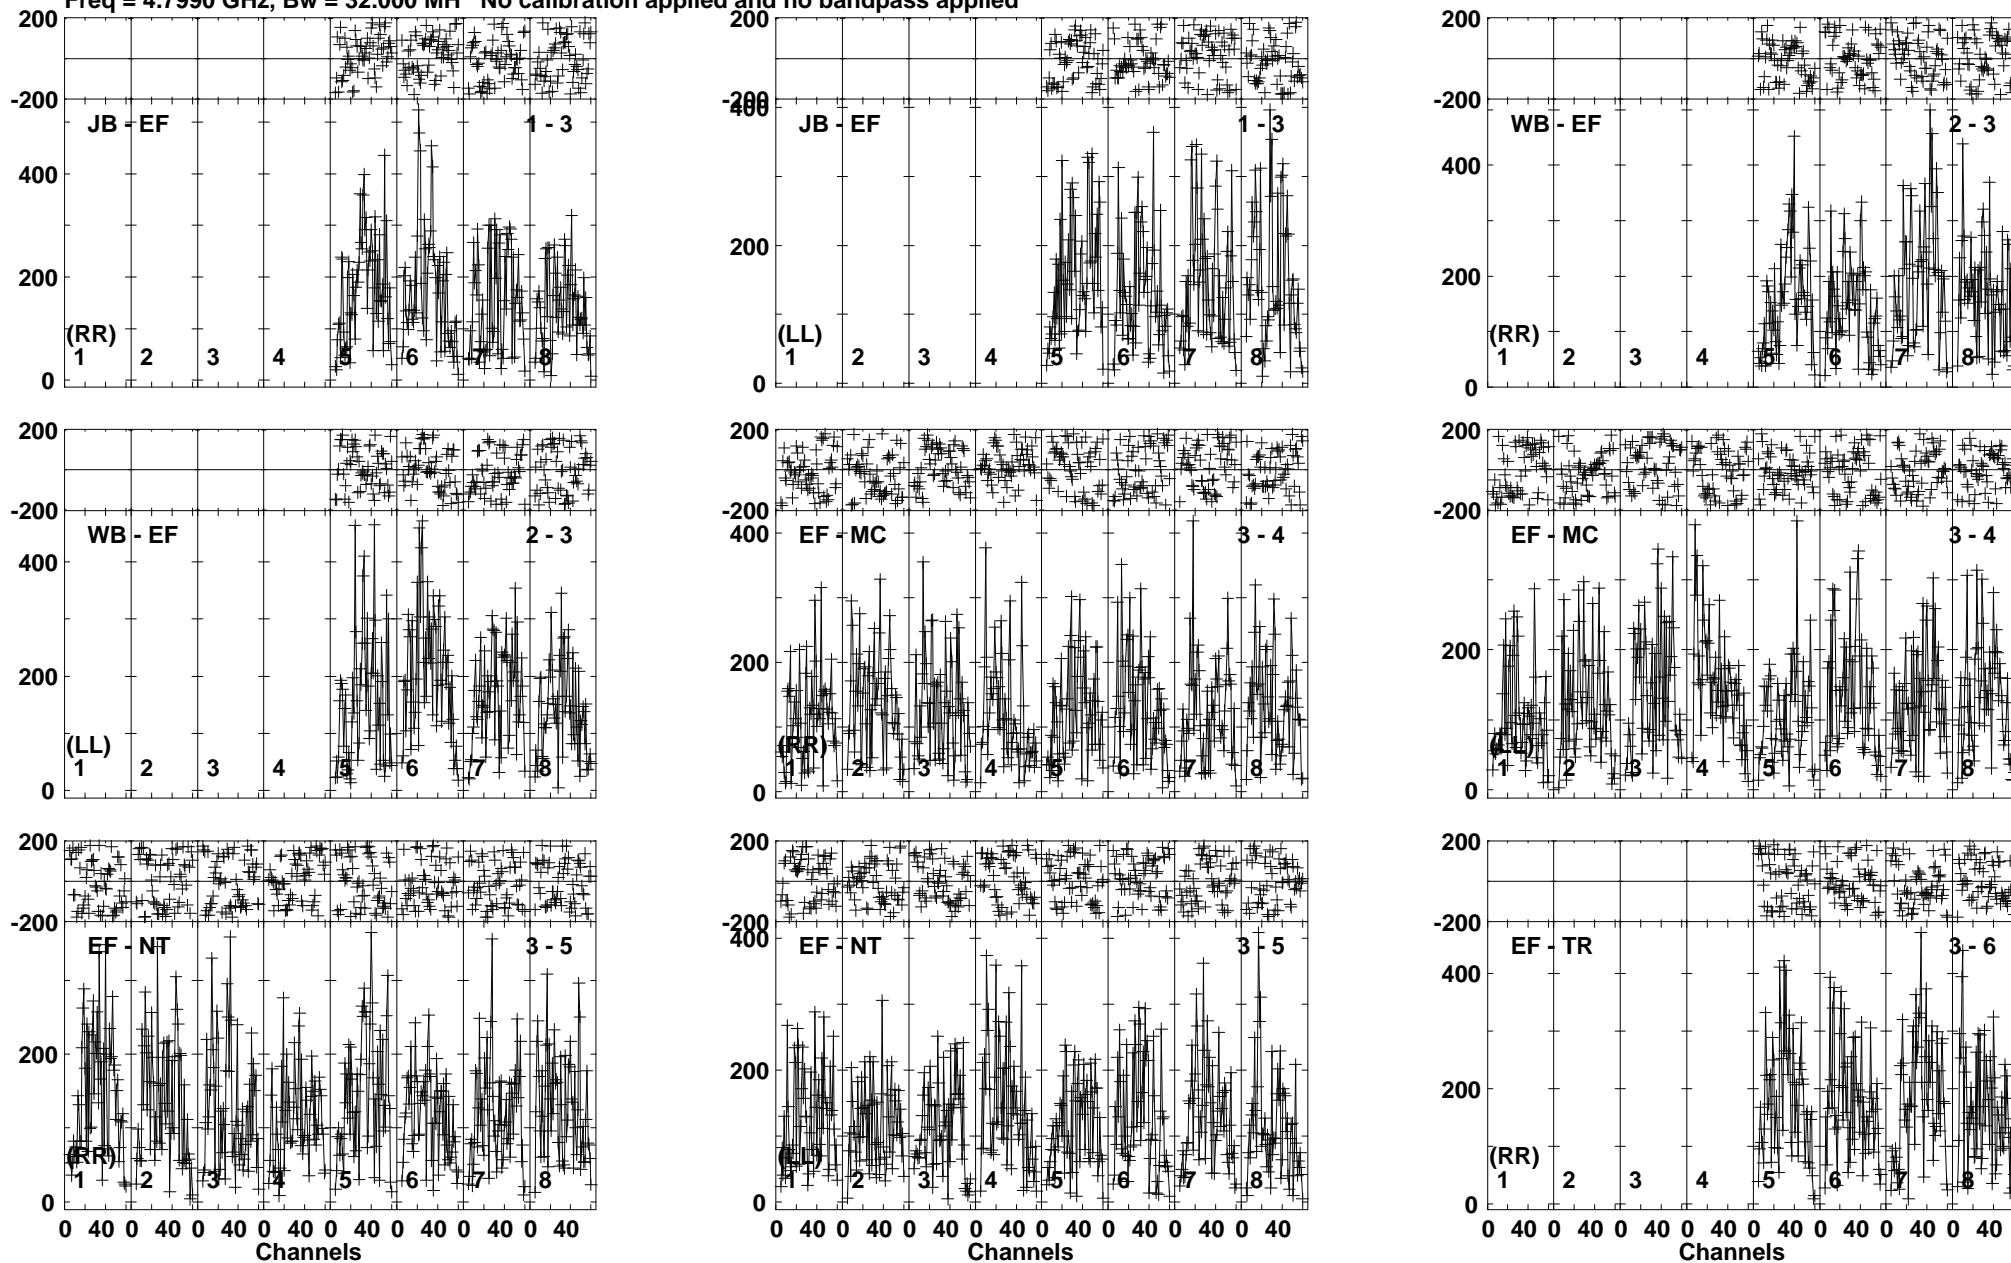 Freq = 4.7990 GHz, Bw = 32.000 MH No calibration applied and no bandpass applied
200 200 200
-200 -200 -200
JB - EF 1 - 3 400 JB - EF 1 - 3 WB - EF 2 - 3
400 400
200 200 200
(RR) (LL) (RR)
1 2 3 4 5 6 7 8 1 2 3 4 5 6 7 8 1 2 3 4 5 6 7 8
0 0 0
200 200 200
-200 -200 -200
WB - EF 2 - 3 EF - MC 3 - 4 EF - MC 3 - 4
400 400
200 200 200
(LL) (RR) (LL)
1 2 3 4 5 6 7 8 1 2 3 4 5 6 7 8 1 2 3 4 5 6 7 8
0 0 0
200 200 200
-200 -200 -200
EF - NT 3 - 5 400 EF - NT 3 - 5 EF - TR 3 - 6
400
200 200 200
(RR) (LL) (RR)
1 2 3 4 5 6 7 8 1 2 3 4 5 6 7 8 1 2 3 4 5 6 7 8
0 0 0
0 40 0 40 0 40 0 40 0 40 0 40 0 40 0 40 0 40 0 40 0 40 0 40 0 40 0 40 0 40 0 40 0 40 0 40 0 40 0 40 0 40 0 40 0 40 0 40
Channels Channels Channels